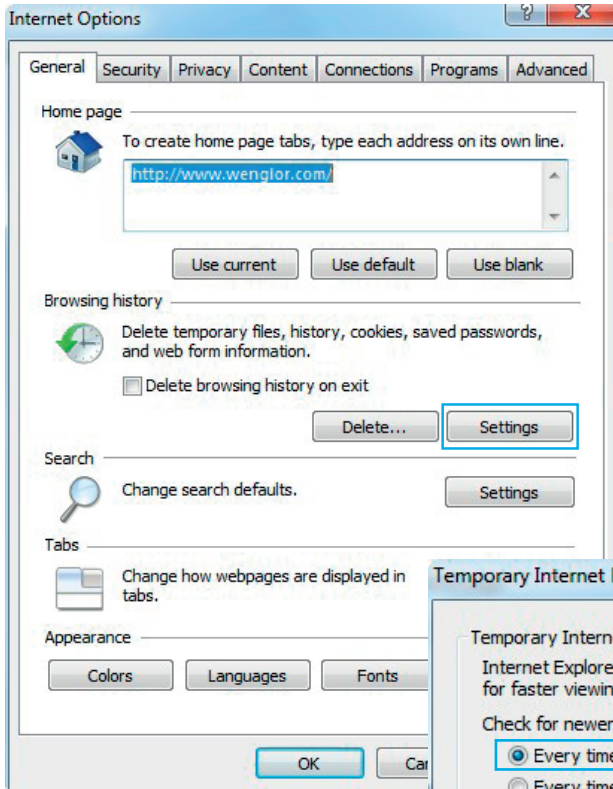 Internet Options
?
X
General Security Privacy Content Connections Programs Advanced
Home page
To create home page tabs, type each address on its own line.
http://www.wenglor.com/
Use current Use default Use blank
Browsing history
Delete temporary files, history, cookies, saved passwords,
and web form information.
Delete browsing history on exit
Delete... Settings
Search
Change search defaults. Settings
Tabs
Change how webpages are displayed in
tabs.
Appearance
Colors Languages Fonts
OK
Temporary Internet
Temporary
Internet
for faster
Check for newer
Every time
Every time